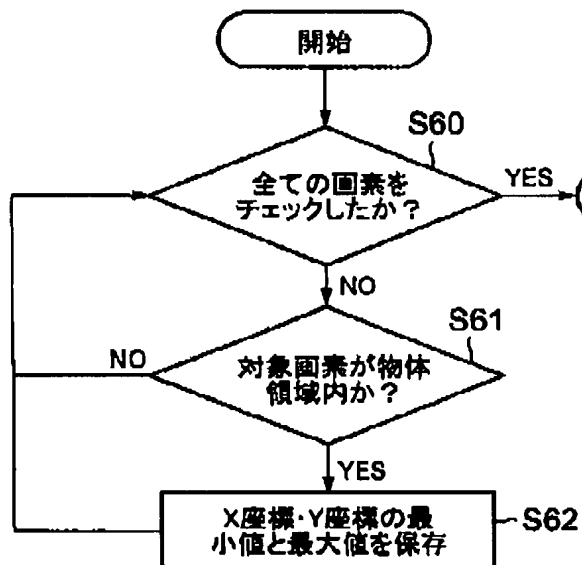 開始
S60
全ての画素を
チェックしたか？
YES
NO
S61
対象画素が物体
領域内か？
NO
YES
X座標・Y座標の最
小値と最大値を保存
S62